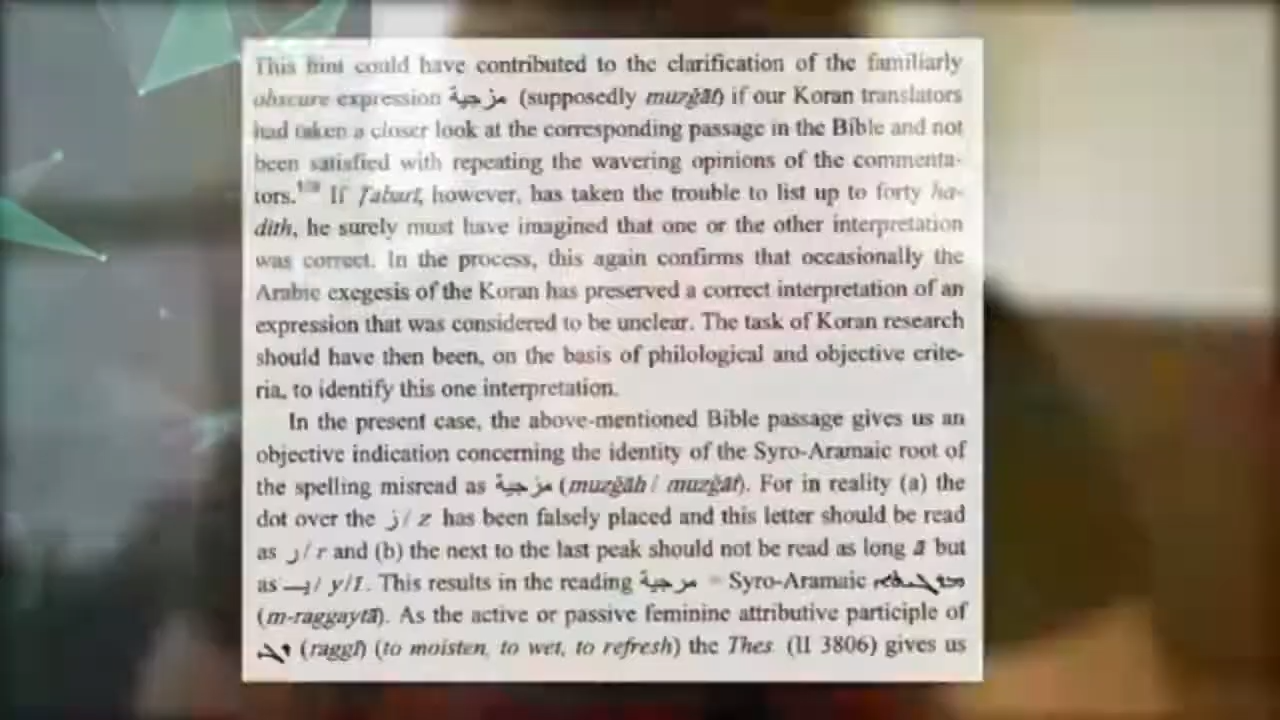 This hint could have contributed to the clarification of the familiarly
obscure expression مزجية (supposedly muzǧāt) if our Koran translators
had taken a closer look at the corresponding passage in the Bible and not
been satisfied with repeating the wavering opinions of the commenta-
tors. If Ṭabarī, however, has taken the trouble to list up to forty ha-
dith, he surely must have imagined that one or the other interpretation
was correct. In the process, this again confirms that occasionally the
Arabic exegesis of the Koran has preserved a correct interpretation of an
expression that was considered to be unclear. The task of Koran research
should have then been, on the basis of philological and objective crite-
ria, to identify this one interpretation.
In the present case, the above-mentioned Bible passage gives us an
objective indication concerning the identity of the Syro-Aramaic root of
the spelling misread as مزجية (muzǧāh / muzǧāt). For in reality (a) the
dot over the ز / z has been falsely placed and this letter should be read
as ر / r and (b) the next to the last peak should not be read as long ā but
as ـيـ / y/ī. This results in the reading مرجية = Syro-Aramaic
(m-raggaytā). As the active or passive feminine attributive participle of
(raggī) (to moisten, to wet, to refresh) the Thes. (II 3806) gives us